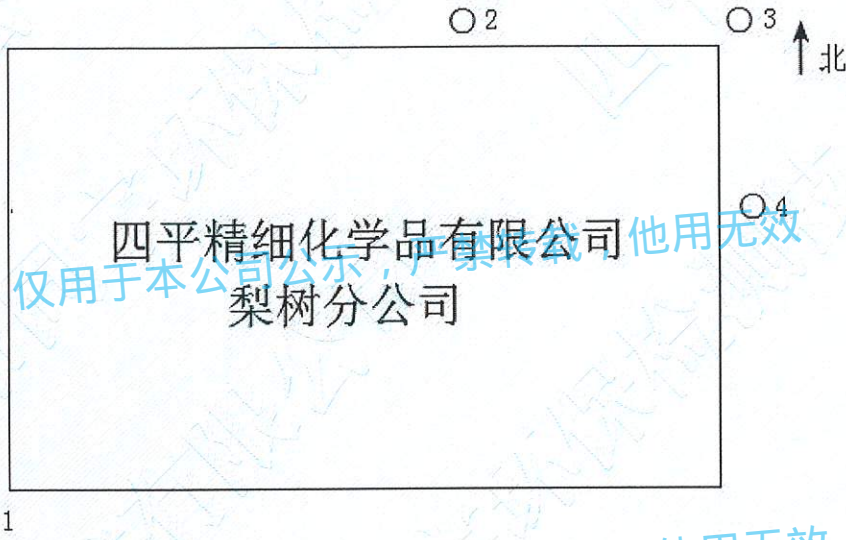 ○2
○3
北
○4
四平精细化学品有限公司
仅用于本公司公示，严禁转载，他用无效
梨树分公司
1